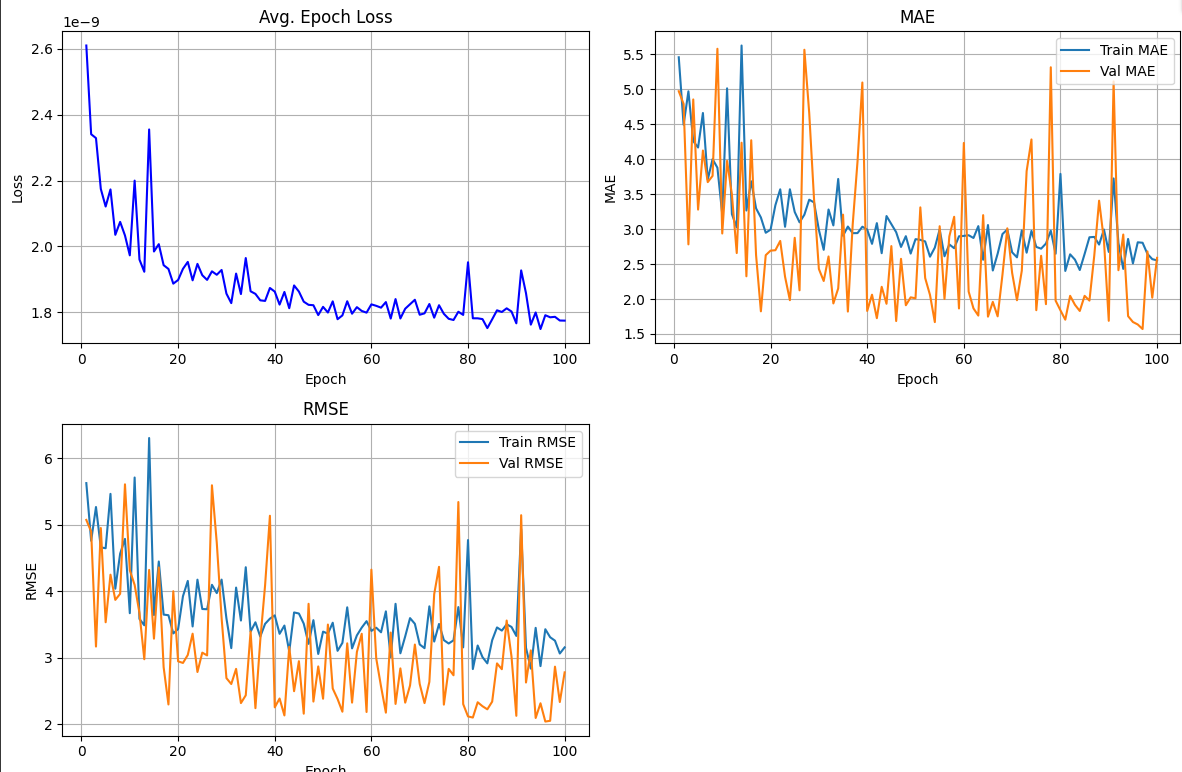 Avg. Epoch Loss
1e−9
2.6
2.4
2.2
2.0
1.8
Loss
0 20 40 60 80 100
Epoch
MAE
Train MAE
Val MAE
5.5
5.0
4.5
4.0
3.5
3.0
2.5
2.0
1.5
MAE
0 20 40 60 80 100
Epoch
RMSE
Train RMSE
Val RMSE
6
5
4
3
2
RMSE
0 20 40 60 80 100
Epoch